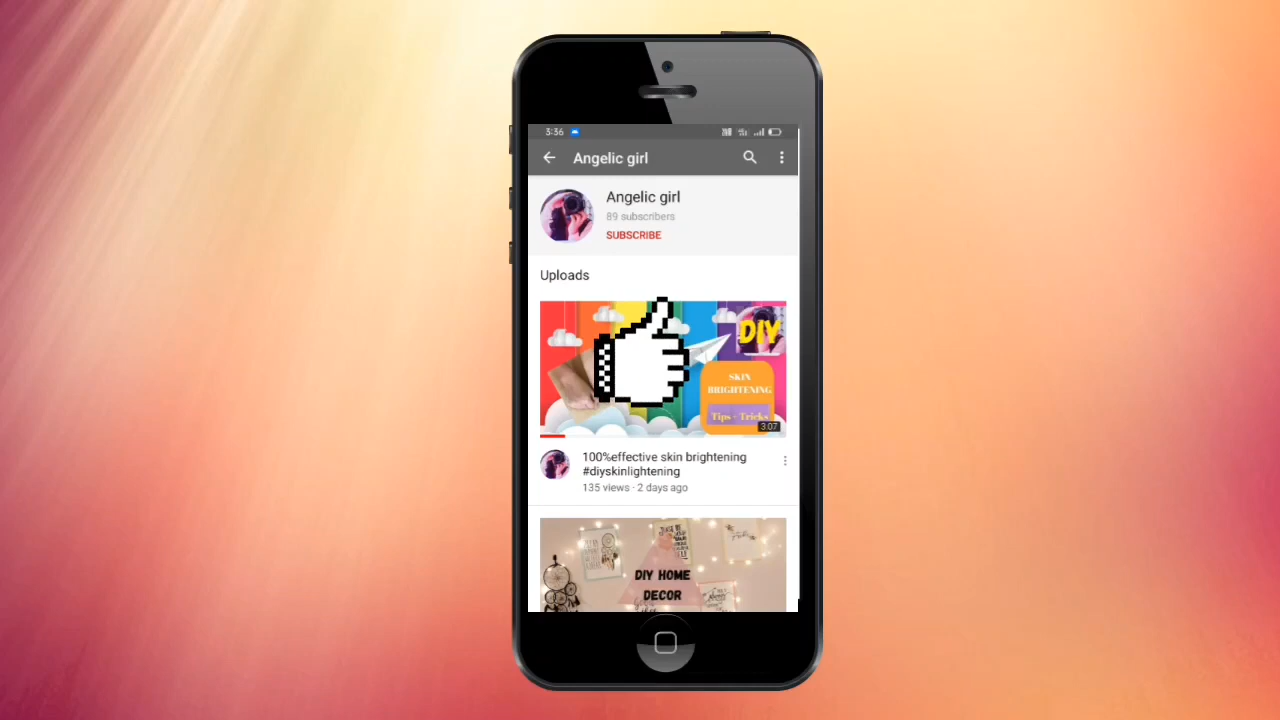 3:36
Angelic girl
Angelic girl
89 subscribers
SUBSCRIBE
Uploads
DIY
SKIN
BRIGHTENING
Tips - Tricks
3:07
100%effective skin brightening
#diyskinlightening
135 views · 2 days ago
DIY HOME
DECOR